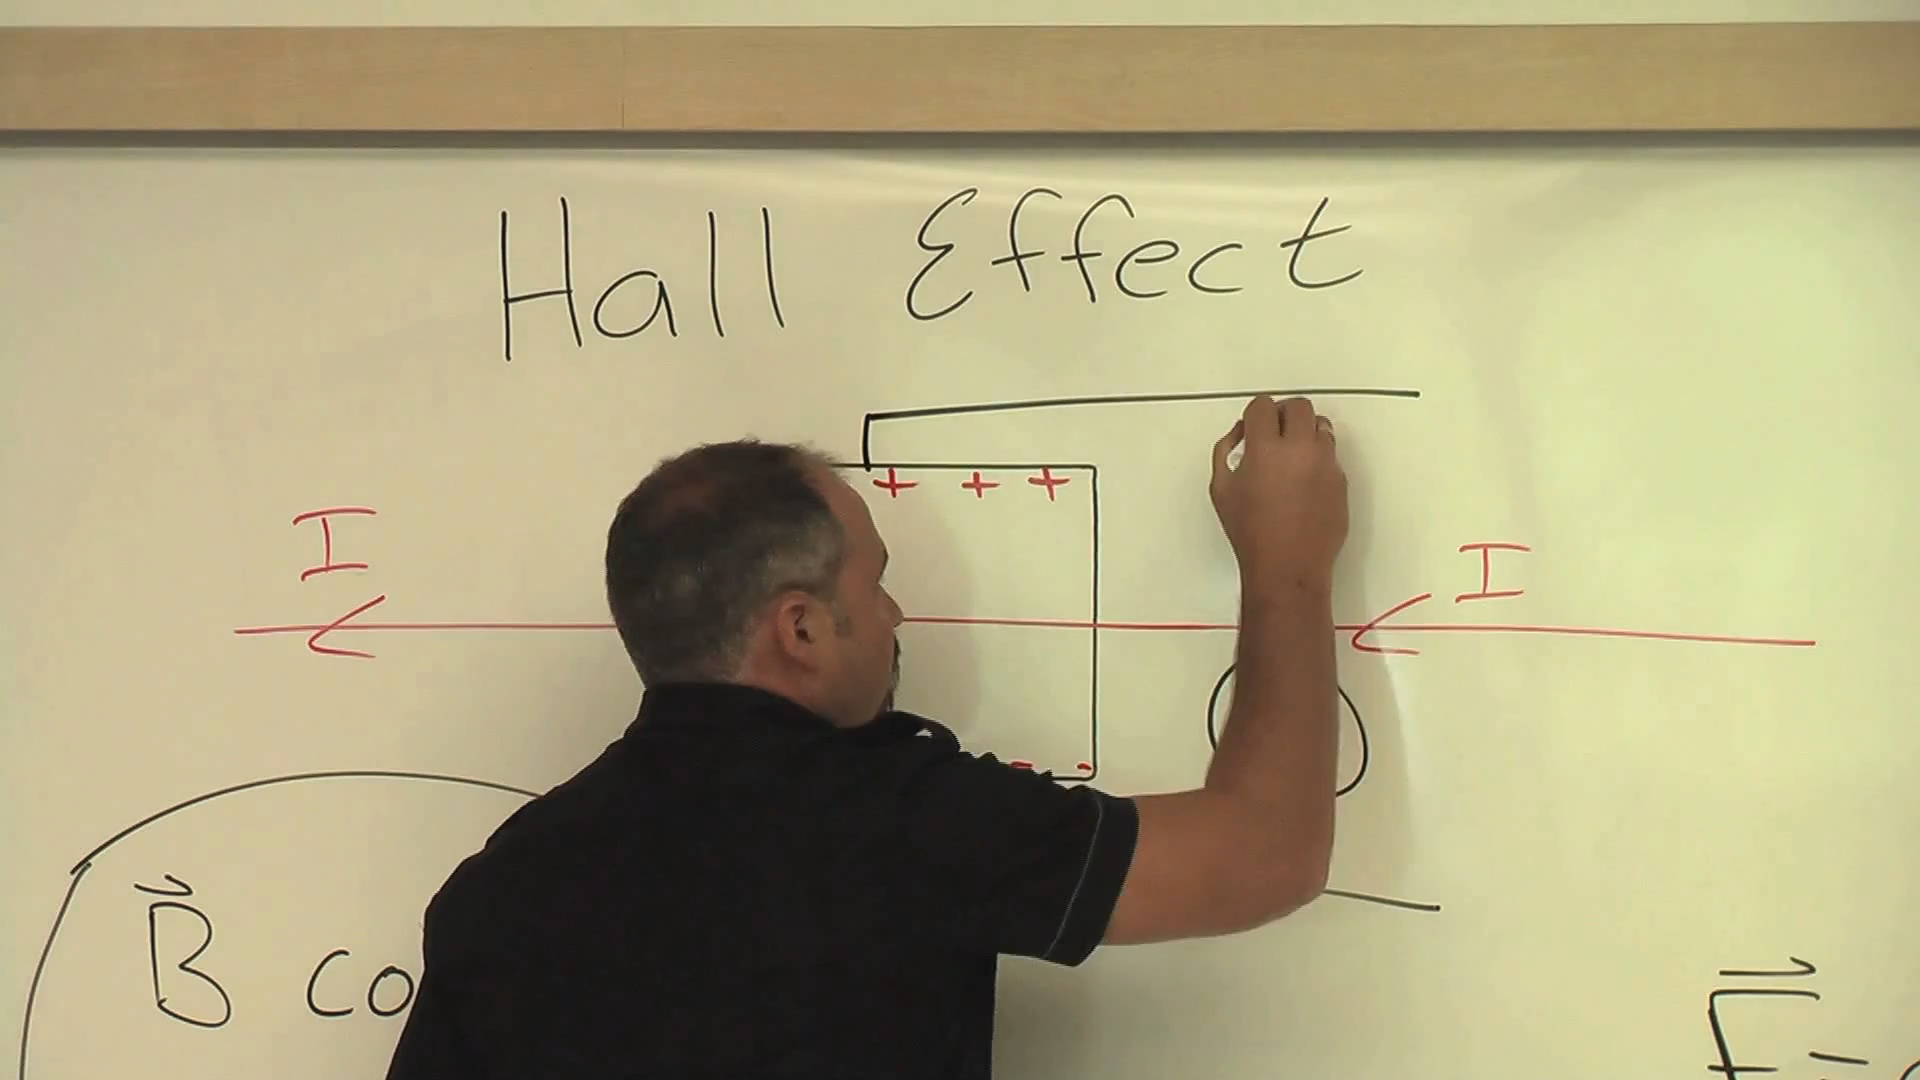 Hall Effect
+ + +
I
I
- -
B⃗ co
F⃗